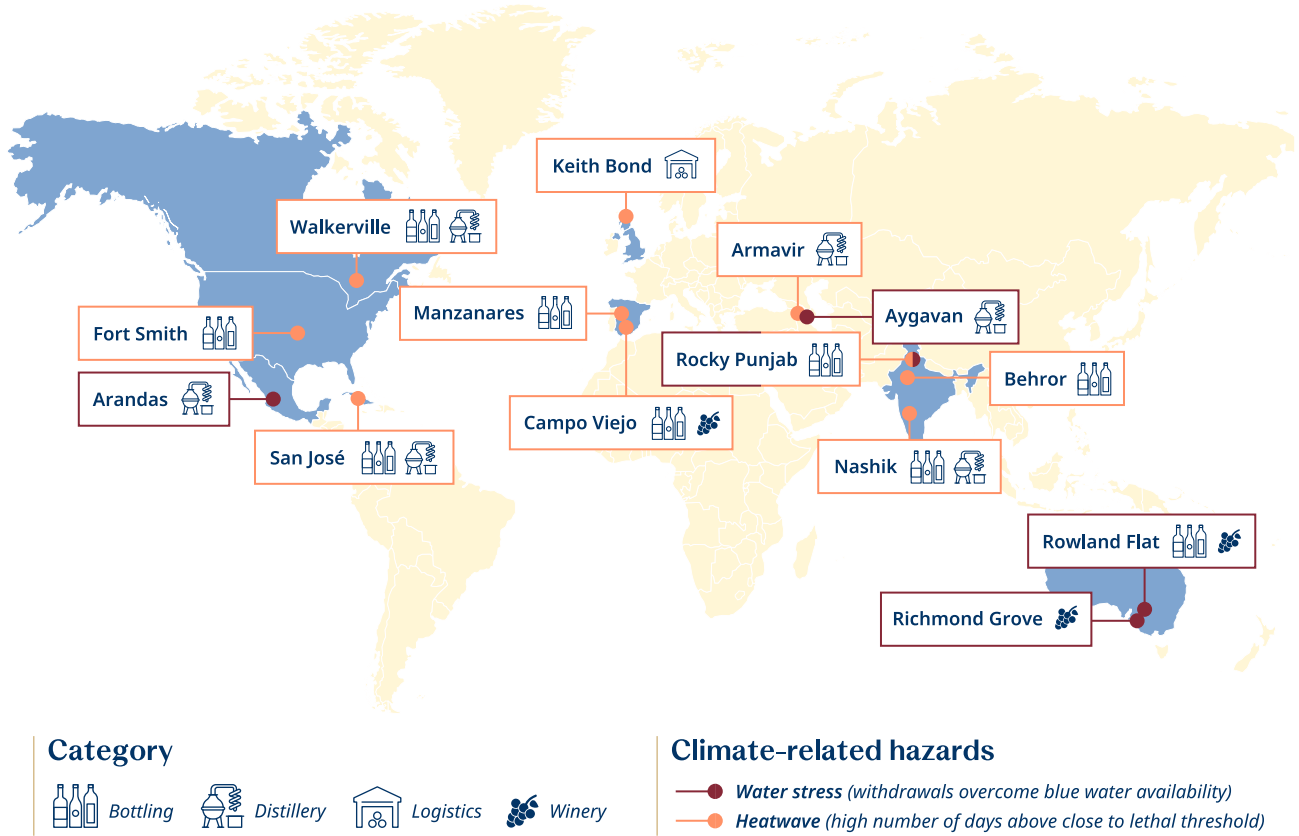 Keith Bond
Walkerville
Armavir
Manzanares
Aygavan
Fort Smith
Rocky Punjab
Behror
Arandas
Campo Viejo
San José
Nashik
Rowland Flat
Richmond Grove
Category
Bottling
Distillery
Logistics
Winery
Climate-related hazards
Water stress (withdrawals overcome blue water availability)
Heatwave (high number of days above close to lethal threshold)